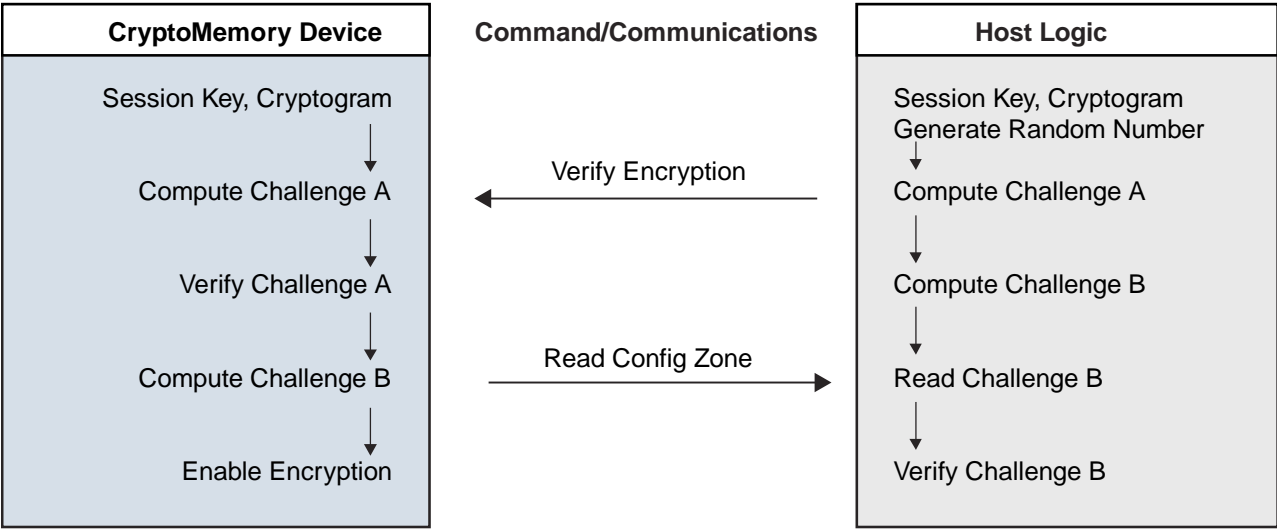 CryptoMemory Device
Session Key, Cryptogram
Compute Challenge A
Verify Challenge A
Compute Challenge B
Enable Encryption
Command/Communications
Verify Encryption
Read Config Zone
Host Logic
Session Key, Cryptogram
Generate Random Number
Compute Challenge A
Compute Challenge B
Read Challenge B
Verify Challenge B